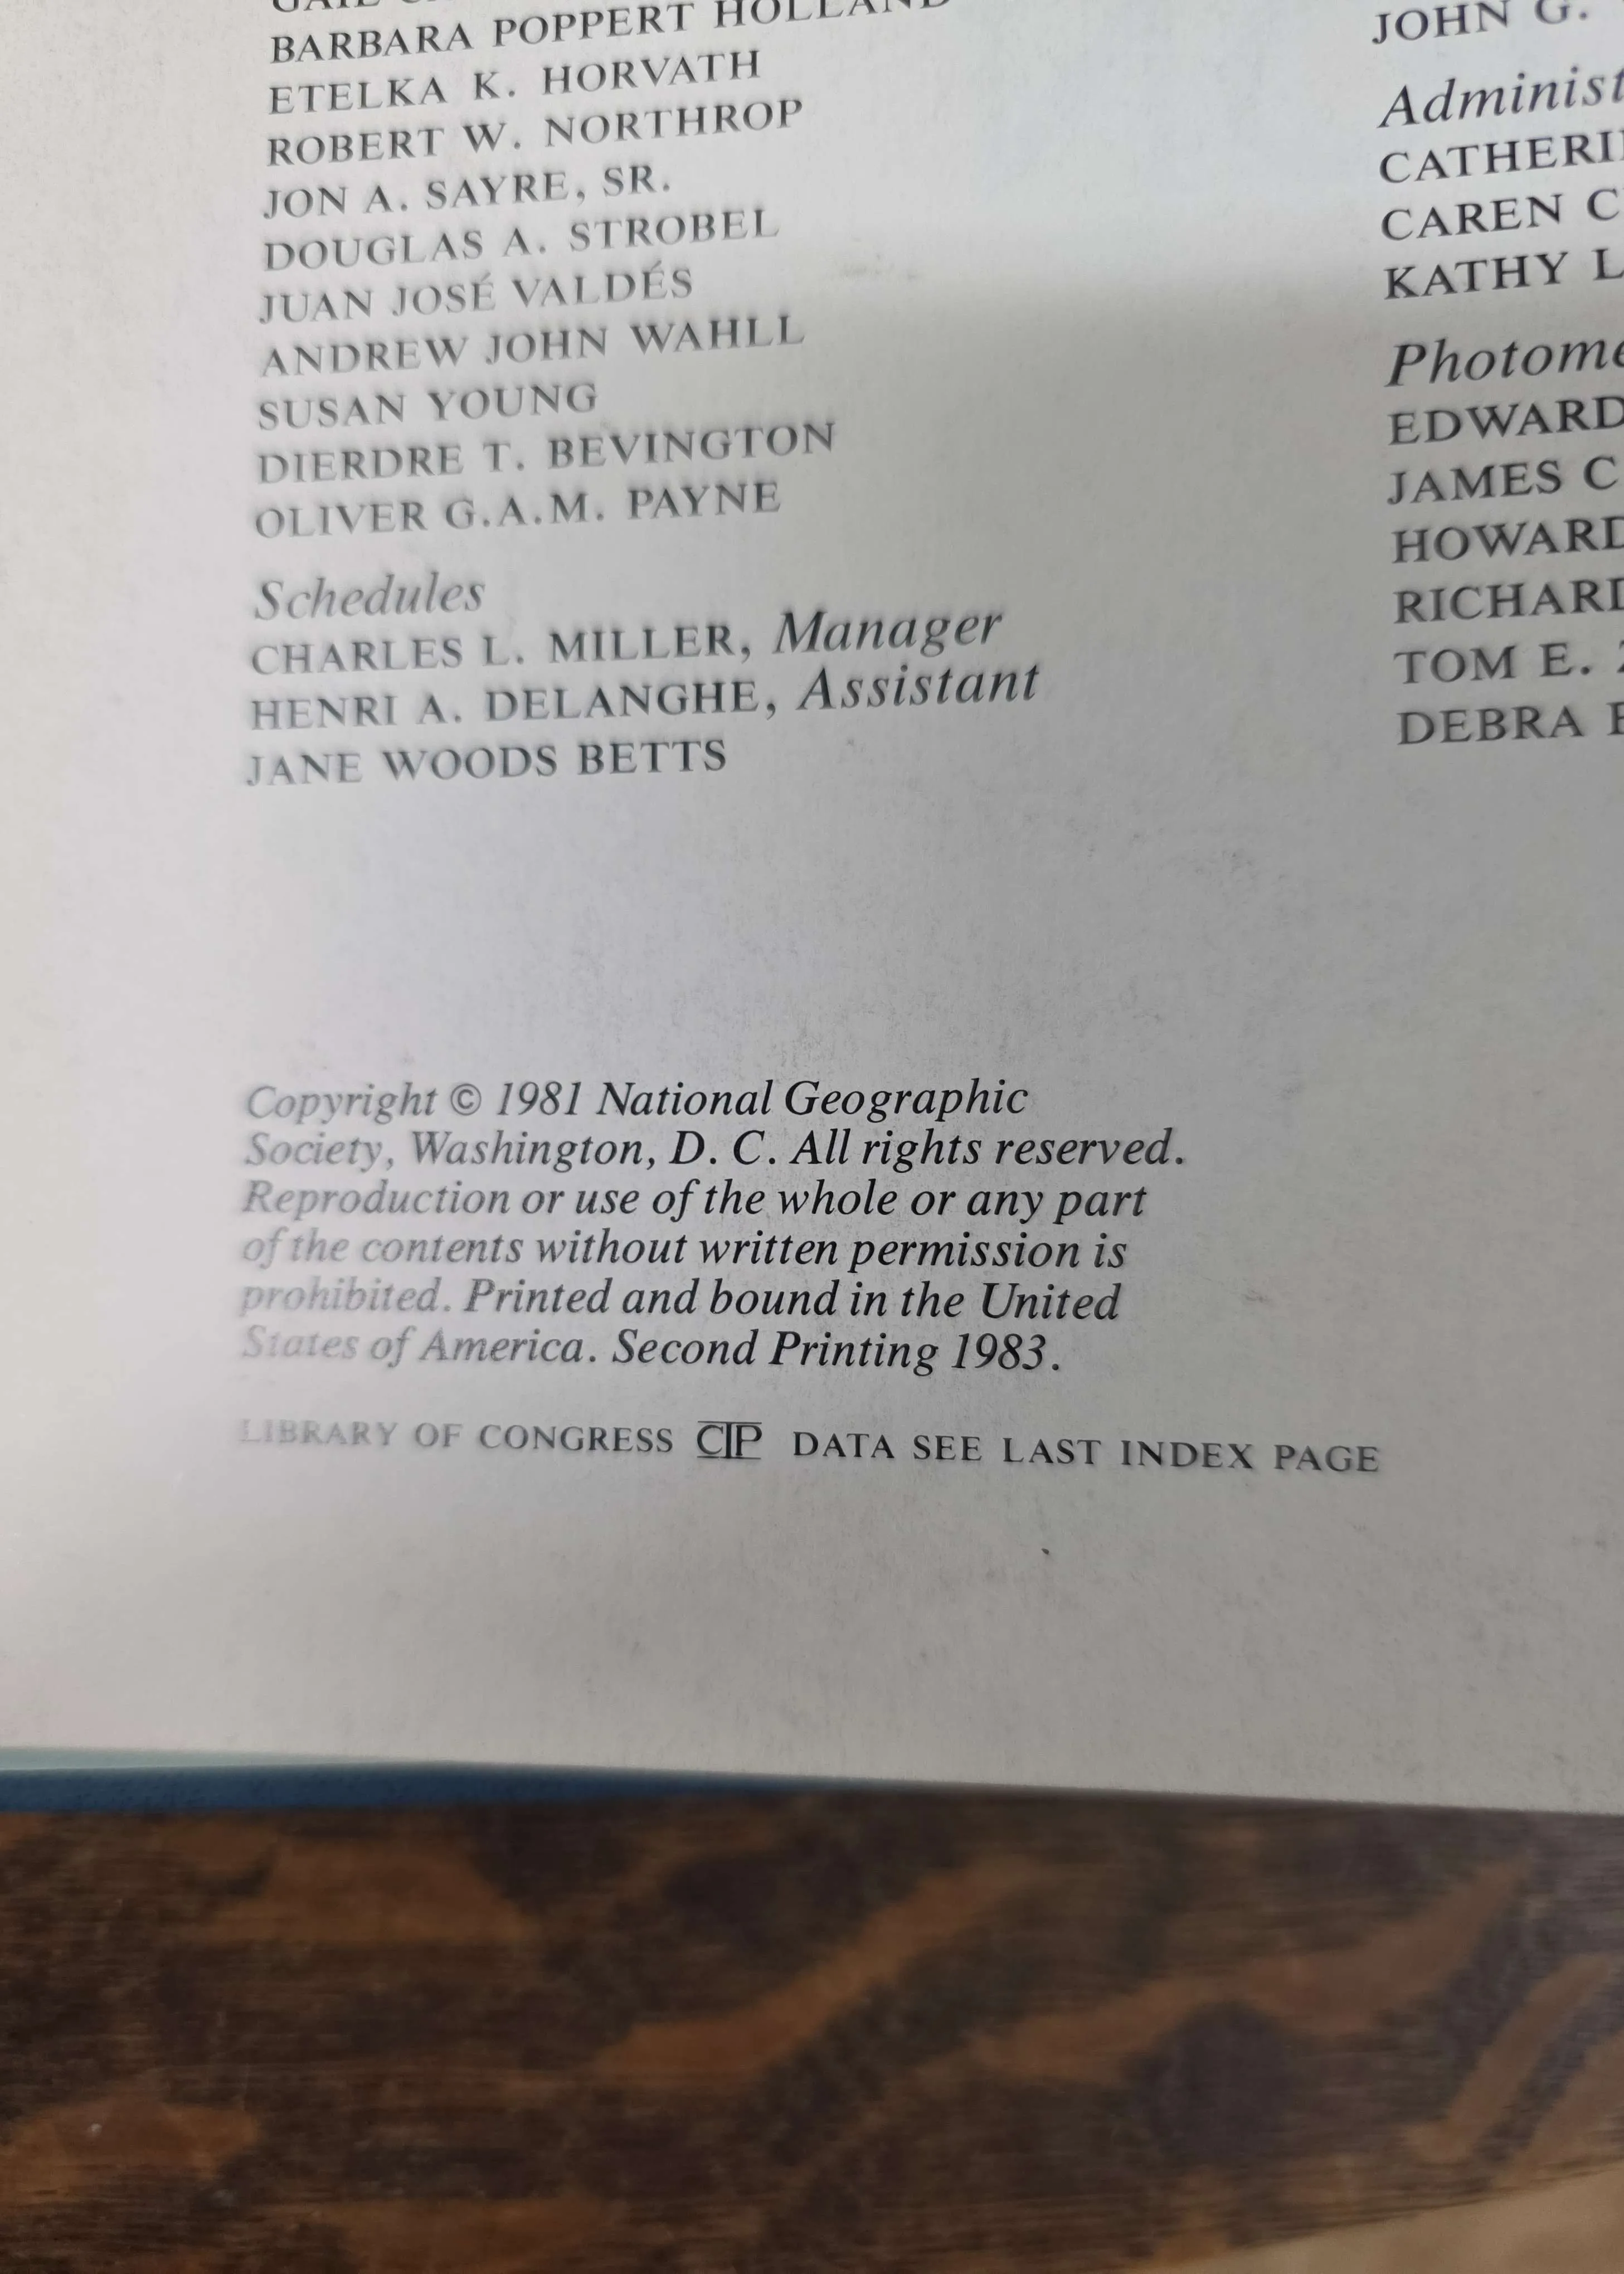 BARBARA POPPERT HOLLAND
ETELKA K. HORVATH
ROBERT W. NORTHROP
JON A. SAYRE, SR.
DOUGLAS A. STROBEL
JUAN JOSÉ VALDÉS
ANDREW JOHN WAHLL
SUSAN YOUNG
DIERDRE T. BEVINGTON
OLIVER G.A.M. PAYNE
Schedules
CHARLES L. MILLER, Manager
HENRI A. DELANGHE, Assistant
JANE WOODS BETTS
Copyright © 1981 National Geographic
Society, Washington, D. C. All rights reserved.
Reproduction or use of the whole or any part
of the contents without written permission is
prohibited. Printed and bound in the United
States of America. Second Printing 1983.
LIBRARY OF CONGRESS CIP DATA SEE LAST INDEX PAGE
JOHN G.
Administ
CATHERI
CAREN C
KATHY L
Photome
EDWARD
JAMES C
HOWARD
RICHARD
TOM E.
DEBRA